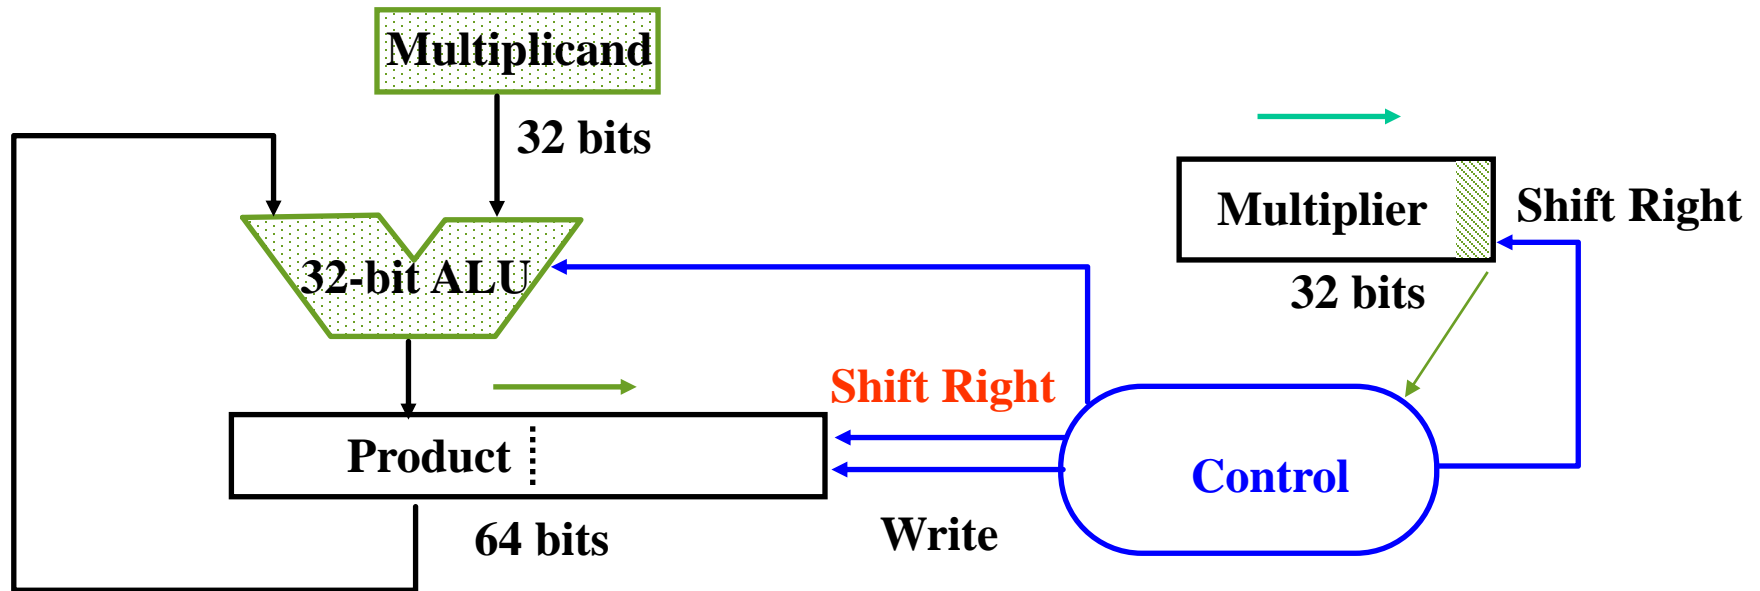 Multiplicand
32 bits
Multiplier
Shift Right
32-bit ALU
32 bits
Shift Right
Product
Control
Write
64 bits